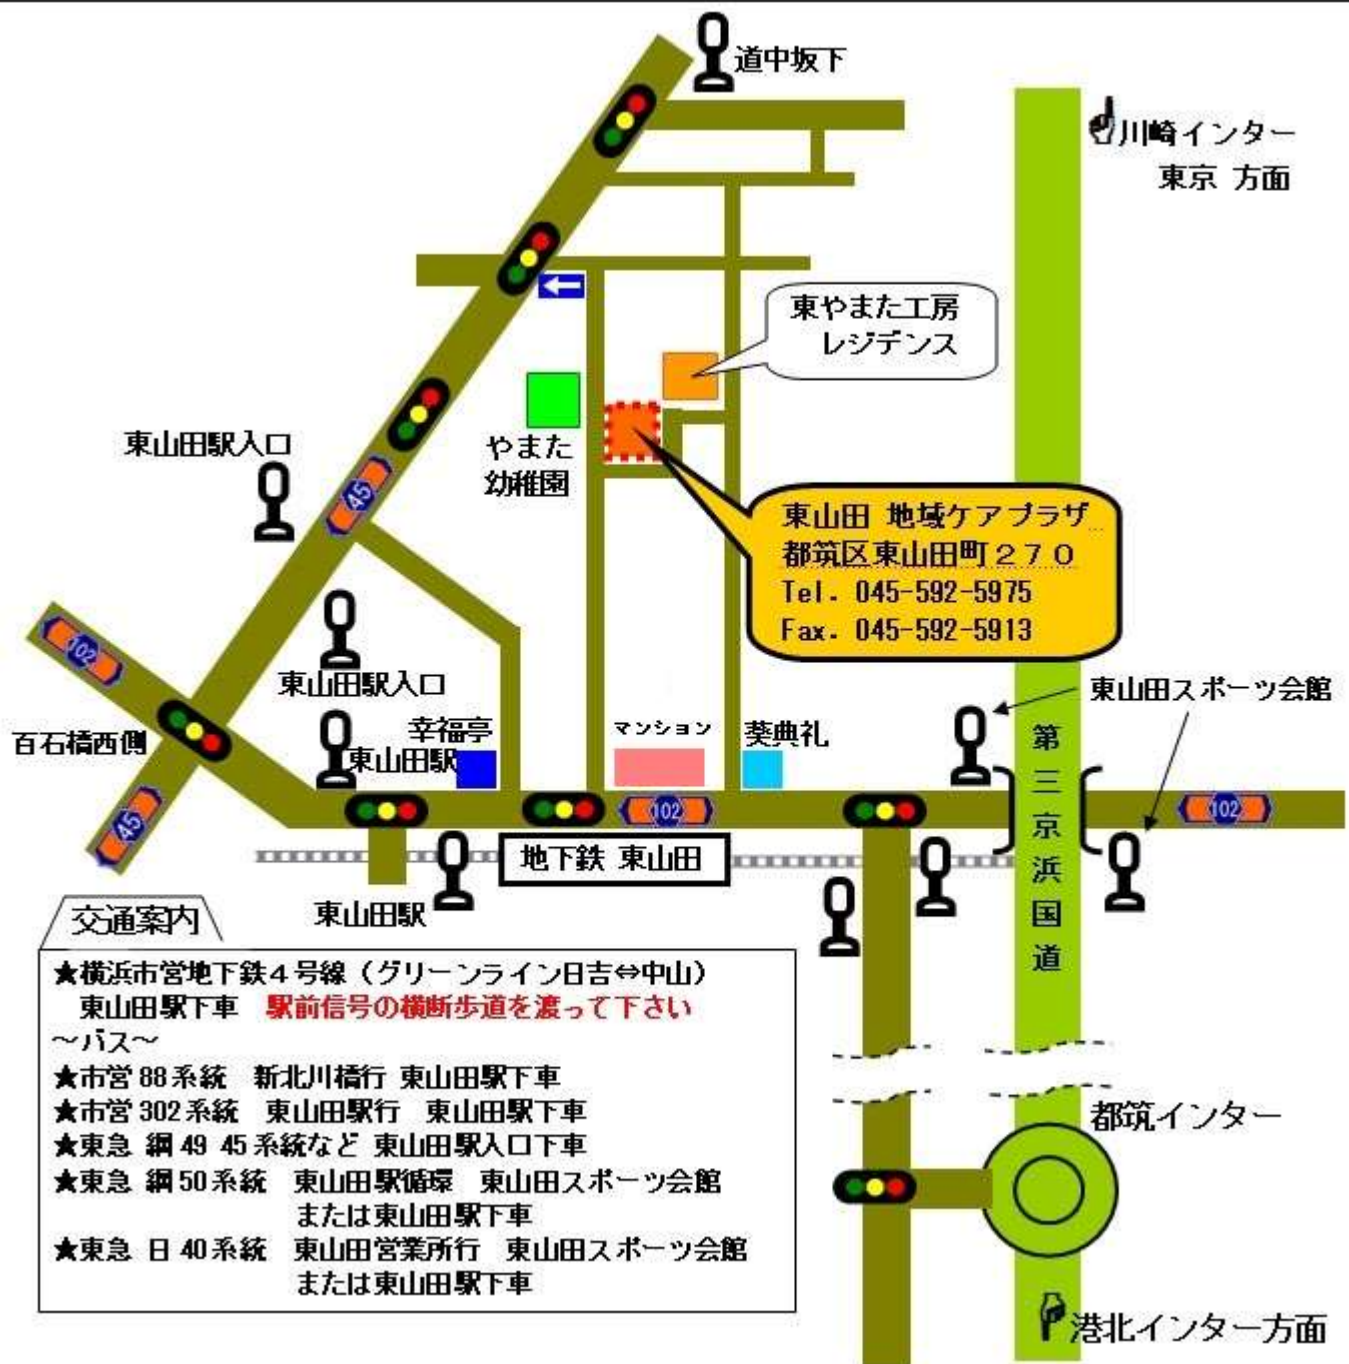 道中坂下
川崎インター
東京 方面
東やまた工房
レジデンス
やまた
幼稚園
東山田駅入口
45
東山田 地域ケアプラザ
都筑区東山田町270
Tel. 045-592-5975
Fax. 045-592-5913
102
東山田駅入口
東山田スポーツ会館
百石橋西側
幸福亭
東山田駅
マンション
葵典礼
第三京浜国道
45
102
102
地下鉄 東山田
東山田駅
交通案内
★横浜市営地下鉄4号線(グリーンライン日吉⇔中山)
東山田駅下車 駅前信号の横断歩道を渡って下さい
~バス~
★市営88系統 新北川橋行 東山田駅下車
★市営302系統 東山田駅行 東山田駅下車
★東急 綱49 45系統など 東山田駅入口下車
★東急 綱50系統 東山田駅循環 東山田スポーツ会館
または東山田駅下車
★東急 日40系統 東山田営業所行 東山田スポーツ会館
または東山田駅下車
都筑インター
港北インター方面